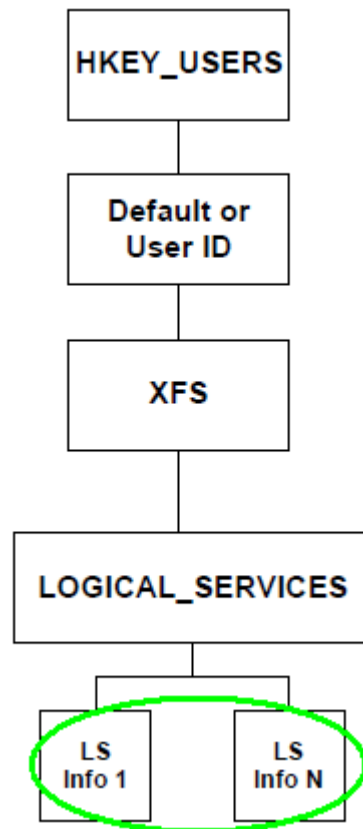 HKEY_USERS
Default or
User ID
XFS
LOGICAL_SERVICES
LS
Info 1
LS
Info N